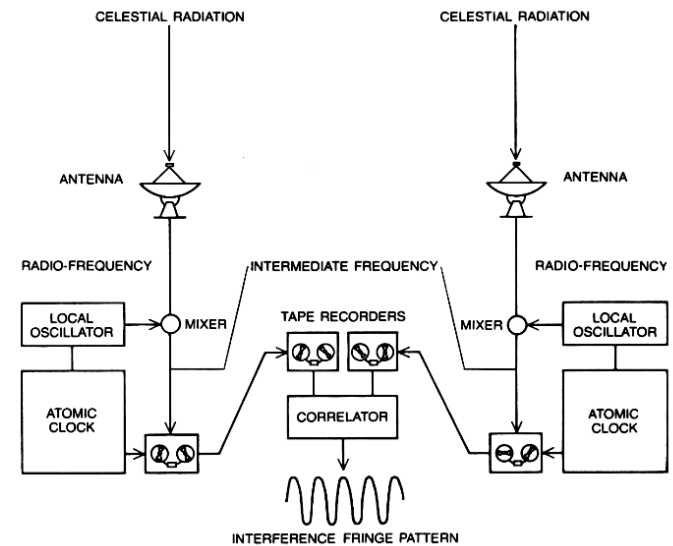 CELESTIAL RADIATION
CELESTIAL RADIATION
ANTENNA
ANTENNA
RADIO-FREQUENCY
INTERMEDIATE FREQUENCY
RADIO-FREQUENCY
LOCAL
OSCILLATOR
MIXER
TAPE RECORDERS
MIXER
LOCAL
OSCILLATOR
ATOMIC
CLOCK
CORRELATOR
ATOMIC
CLOCK
INTERFERENCE FRINGE PATTERN